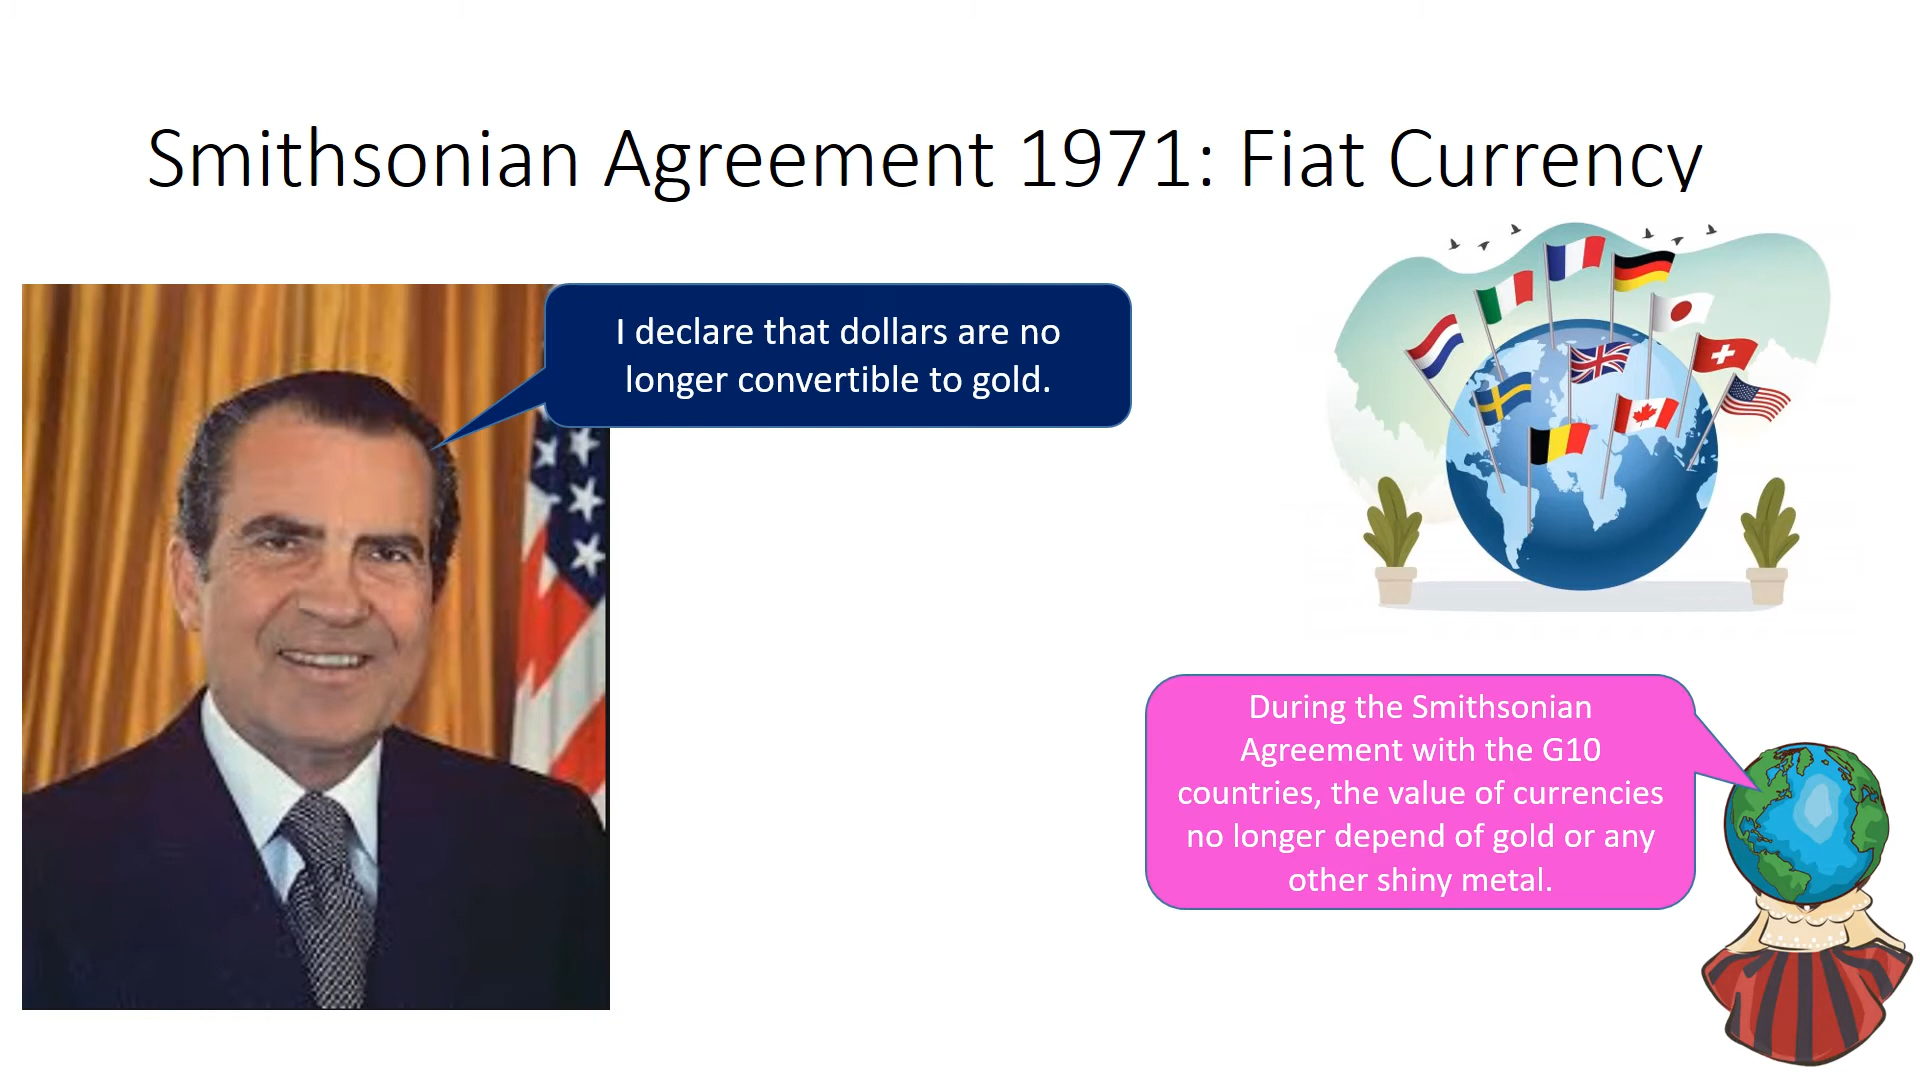 Smithsonian Agreement 1971: Fiat Currency
I declare that dollars are no
longer convertible to gold.
During the Smithsonian
Agreement with the G10
countries, the value of currencies
no longer depend of gold or any
other shiny metal.